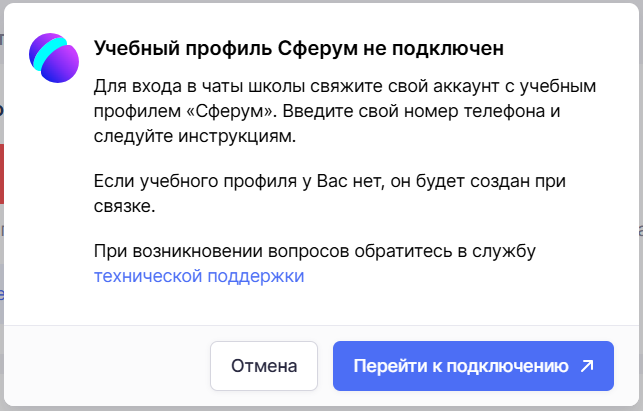 Учебный профиль Сферум не подключен
Для входа в чаты школы свяжите свой аккаунт с учебным
профилем «Сферум». Введите свой номер телефона и
следуйте инструкциям.
Если учебного профиля у Вас нет, он будет создан при
связке.
При возникновении вопросов обратитесь в службу
технической поддержки
Отмена
Перейти к подключению